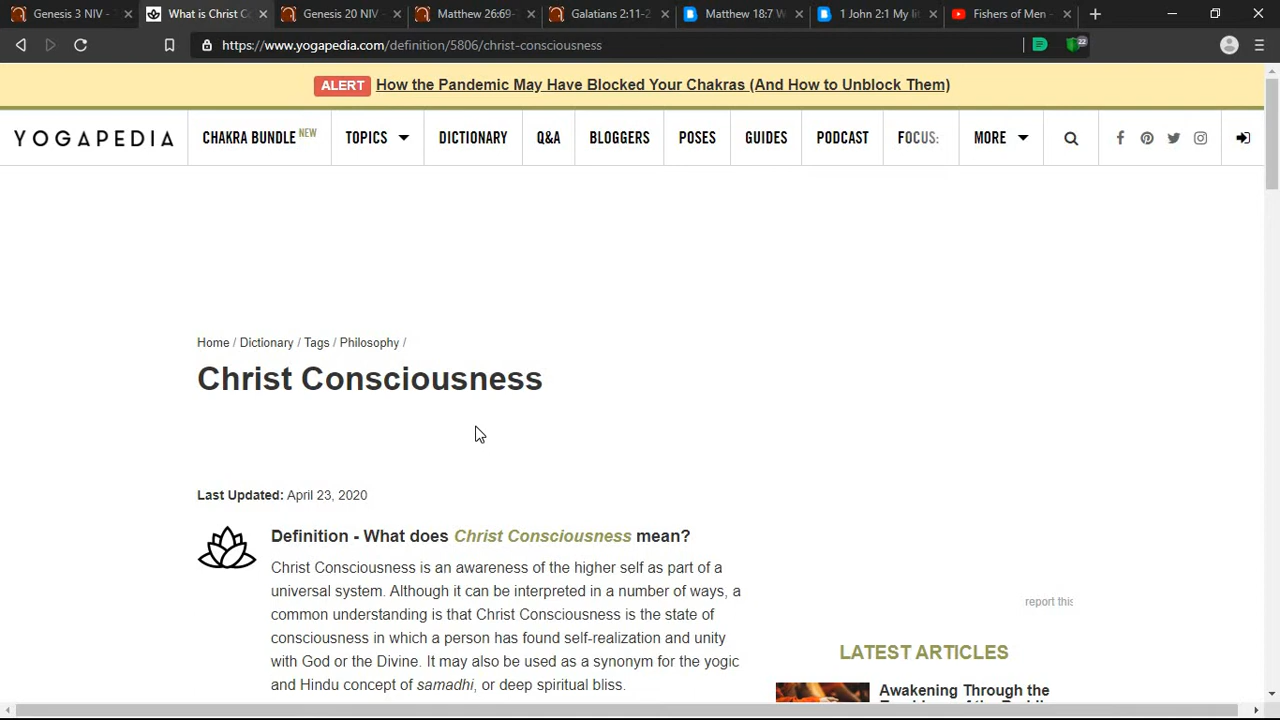 Genesis 3 NIV -
What is Christ C
Genesis 20 NIV -
Matthew 26:69-
Galatians 2:11-2
Matthew 18:7 W
1 John 2:1 My li
Fishers of Men -
https://www.yogapedia.com/definition/5806/christ-consciousness
22
ALERT How the Pandemic May Have Blocked Your Chakras (And How to Unblock Them)
YOGAPEDIA CHAKRA BUNDLE NEW TOPICS DICTIONARY Q&A BLOGGERS POSES GUIDES PODCAST FOCUS: MORE
Home / Dictionary / Tags / Philosophy /
Christ Consciousness
Last Updated: April 23, 2020
Definition - What does Christ Consciousness mean?
Christ Consciousness is an awareness of the higher self as part of a
universal system. Although it can be interpreted in a number of ways, a
common understanding is that Christ Consciousness is the state of
consciousness in which a person has found self-realization and unity
with God or the Divine. It may also be used as a synonym for the yogic
and Hindu concept of samadhi, or deep spiritual bliss.
report this
LATEST ARTICLES
Awakening Through the